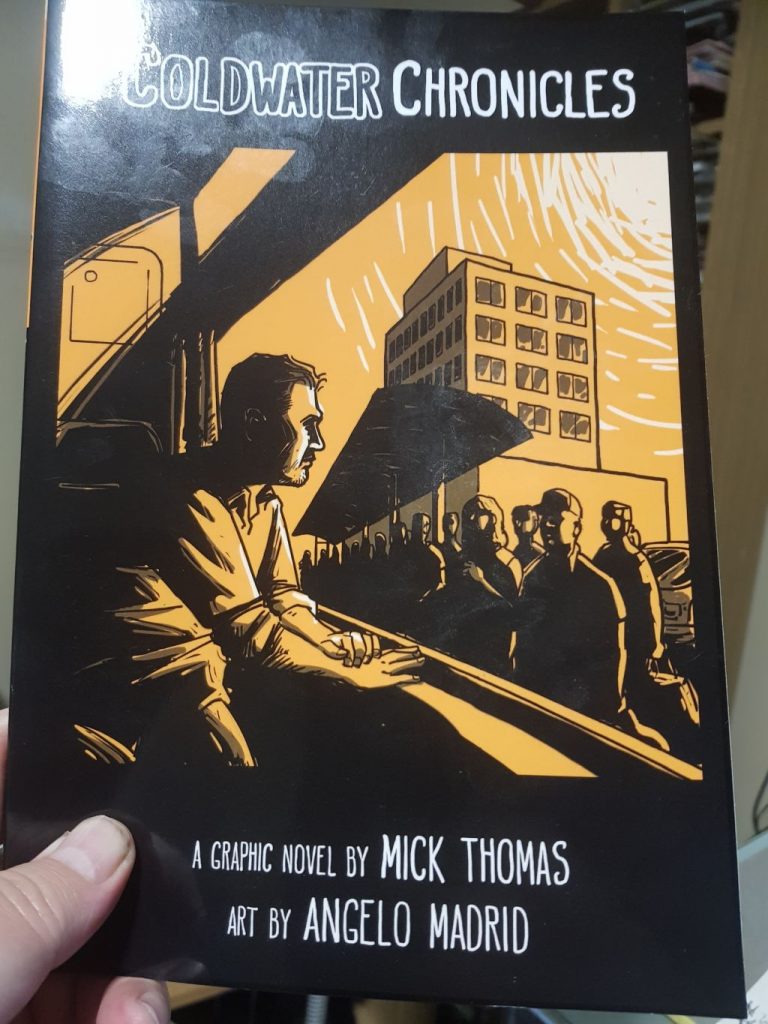 COLDWATER CHRONICLES
A GRAPHIC NOVEL BY MICK THOMAS
ART BY ANGELO MADRID